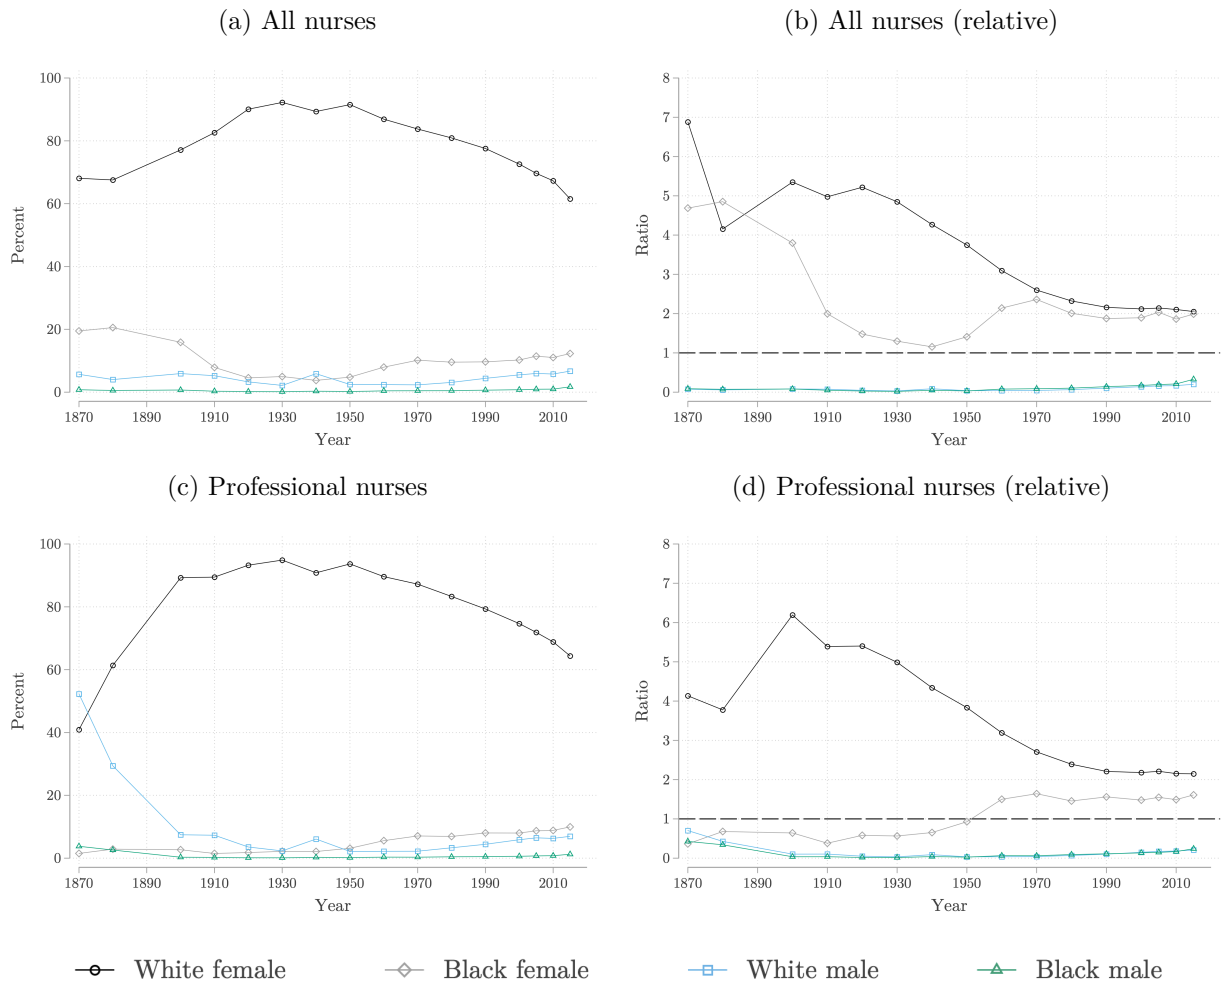 (a) All nurses
(b) All nurses (relative)
100
80
60
40
20
0
Percent
1870 1890 1910 1930 1950 1970 1990 2010
Year
8
7
6
5
4
3
2
1
0
Ratio
1870 1890 1910 1930 1950 1970 1990 2010
Year
(c) Professional nurses
(d) Professional nurses (relative)
100
80
60
40
20
0
Percent
1870 1890 1910 1930 1950 1970 1990 2010
Year
8
7
6
5
4
3
2
1
0
Ratio
1870 1890 1910 1930 1950 1970 1990 2010
Year
White female Black female White male Black male